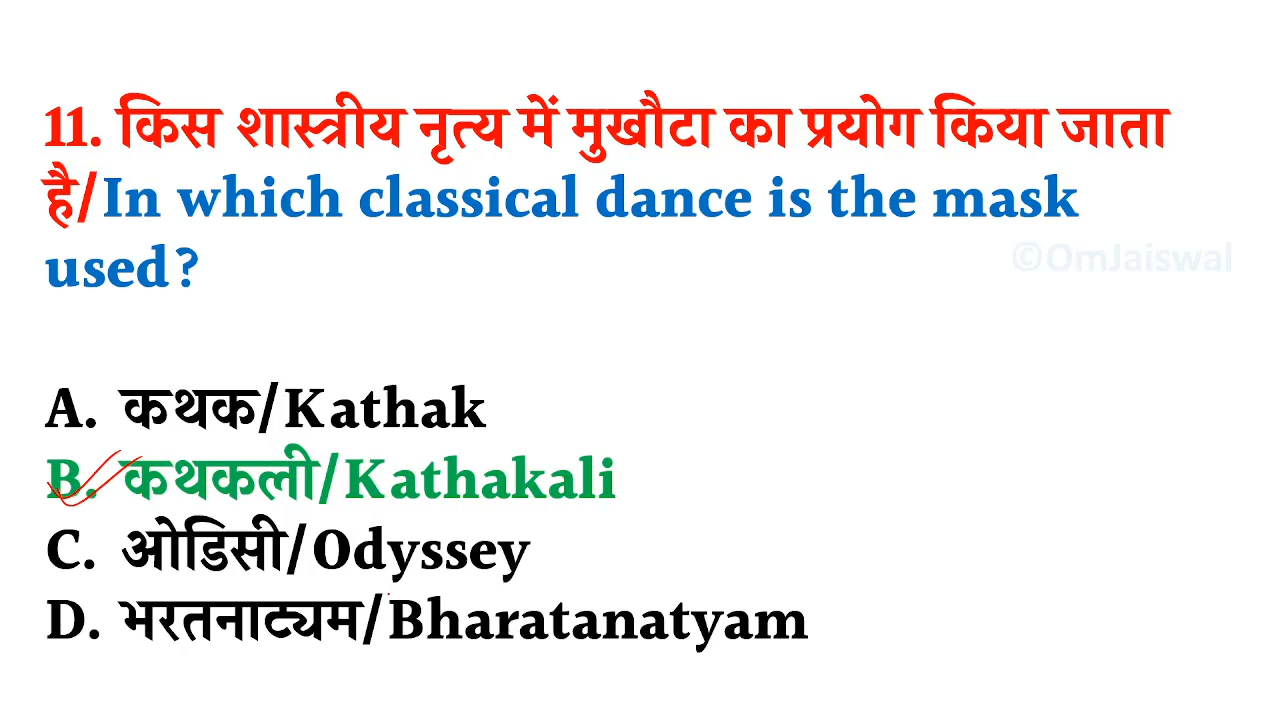 11. किस शास्त्रीय नृत्य में मुखौटा का प्रयोग किया जाता
है/In which classical dance is the mask
used?
©OmJaiswal
A. कथक/Kathak
B. कथकली/Kathakali
C. ओडिसी/Odyssey
D. भरतनाट्यम/Bharatanatyam